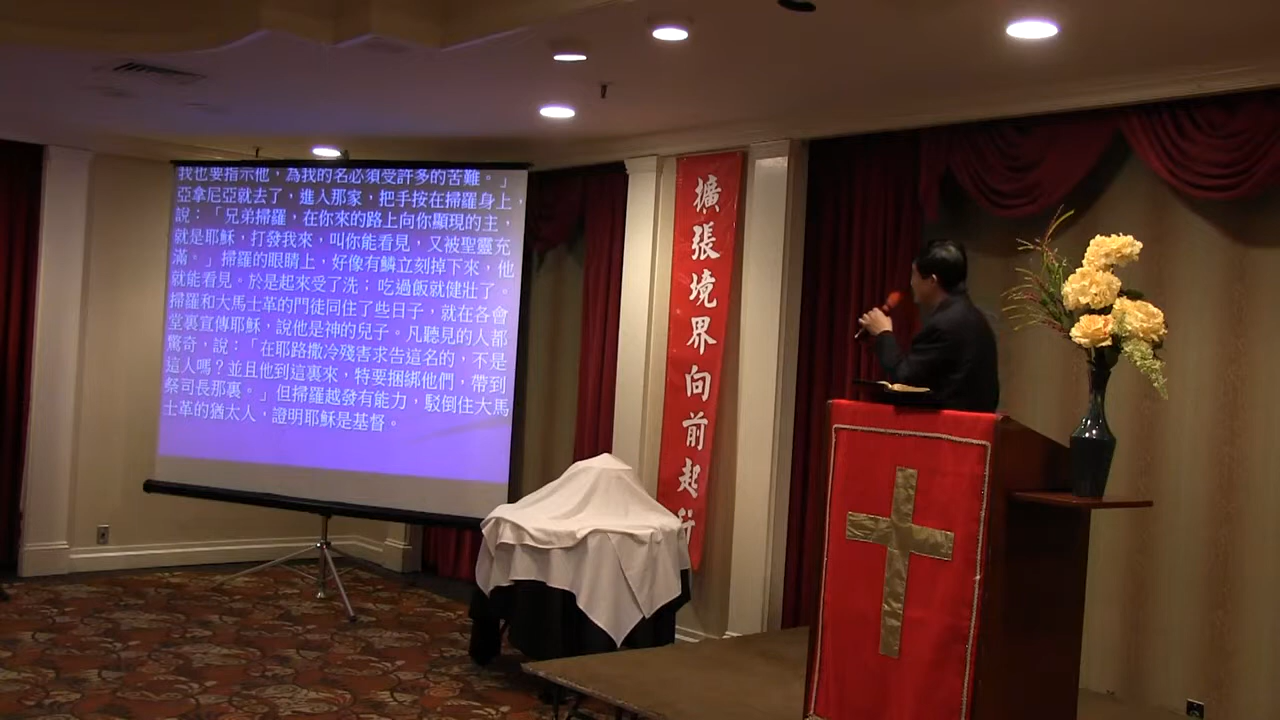 我也要指示他，為我的名必須受許多的苦難。」
亞拿尼亞就去了，進入那家，把手按在掃羅身上，
說：「兄弟掃羅，在你來的路上向你顯現的主，
就是耶穌，打發我來，叫你能看見，又被聖靈充
滿。」掃羅的眼睛上，好像有鱗立刻掉下來，他
就能看見。於是起來受了洗；吃過飯就健壯了。
掃羅和大馬士革的門徒同住了些日子，就在各會
堂裏宣傳耶穌，說他是神的兒子。凡聽見的人都
驚奇，說：「在耶路撒冷殘害求告這名的，不是
這人嗎？並且他到這裏來，特要捆綁他們，帶到
祭司長那裏。」但掃羅越發有能力，駁倒住大馬
士革的猶太人，證明耶穌是基督。
擴張境界向前起行